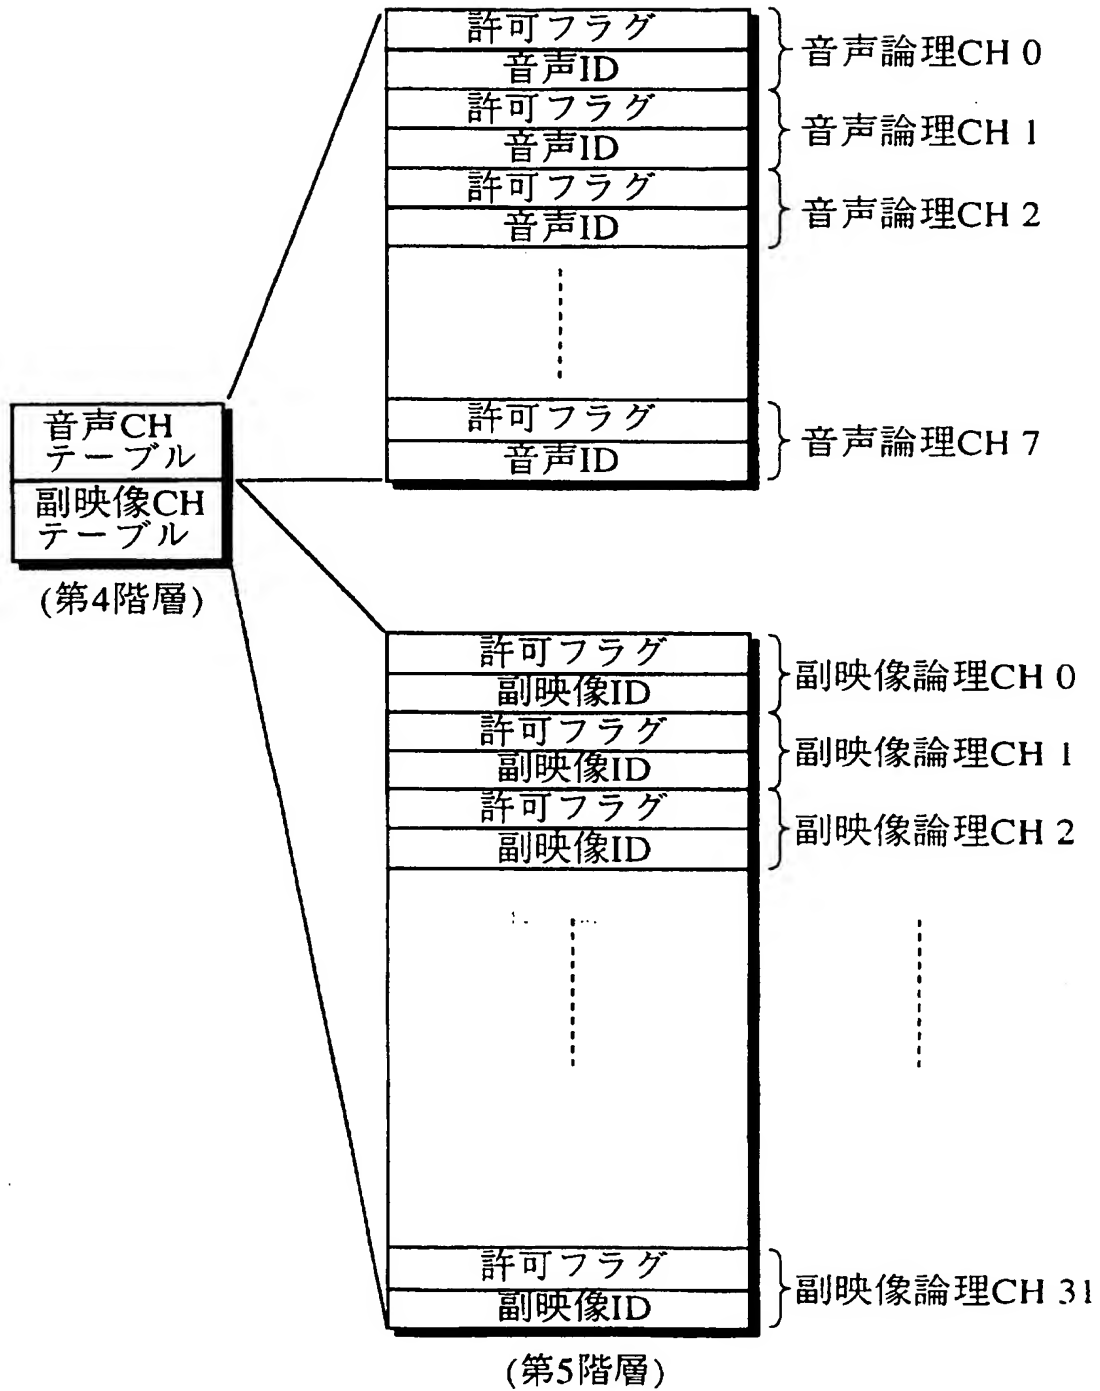 許可フラグ
音声ID
音声論理CH 0
許可フラグ
音声ID
音声論理CH 1
許可フラグ
音声ID
音声論理CH 2
許可フラグ
音声ID
音声論理CH 7
音声CH
テーブル
副映像CH
テーブル
(第4階層)
許可フラグ
副映像ID
副映像論理CH 0
許可フラグ
副映像ID
副映像論理CH 1
許可フラグ
副映像ID
副映像論理CH 2
許可フラグ
副映像ID
副映像論理CH 31
(第5階層)